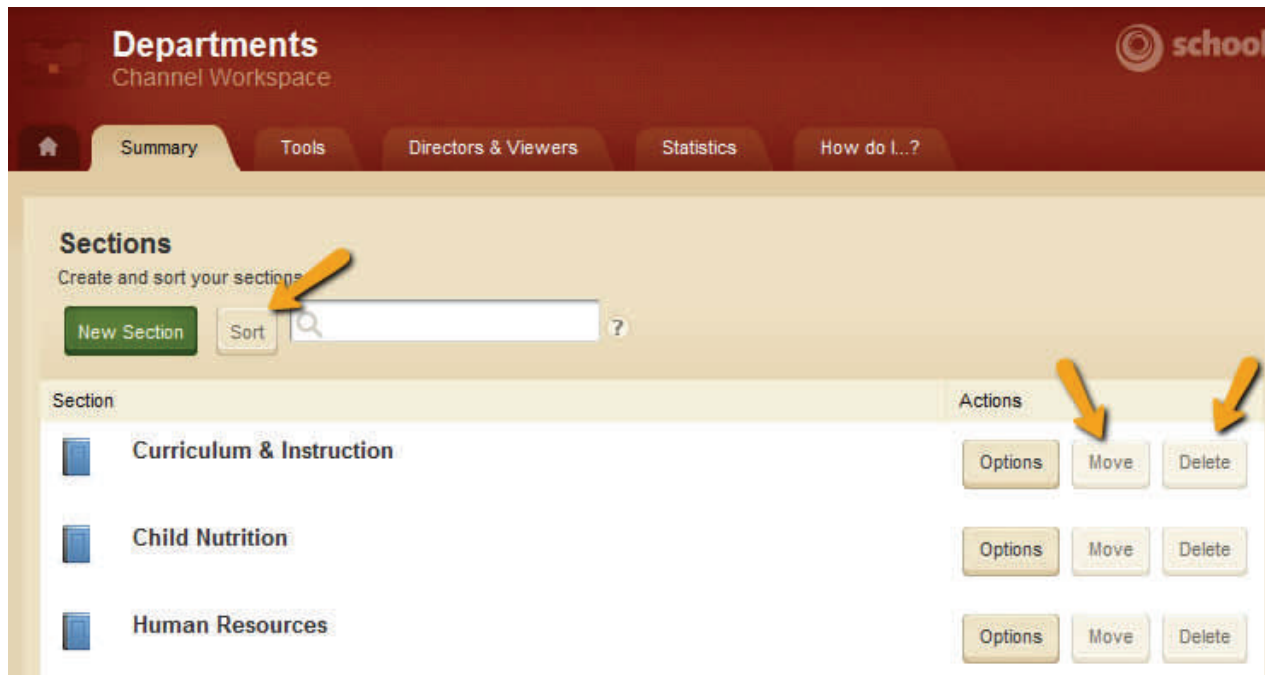 Departments
Channel Workspace
school
Summary Tools Directors & Viewers Statistics How do I...?
Sections
Create and sort your sections
New Section Sort ?
Section Actions
Curriculum & Instruction Options Move Delete
Child Nutrition Options Move Delete
Human Resources Options Move Delete